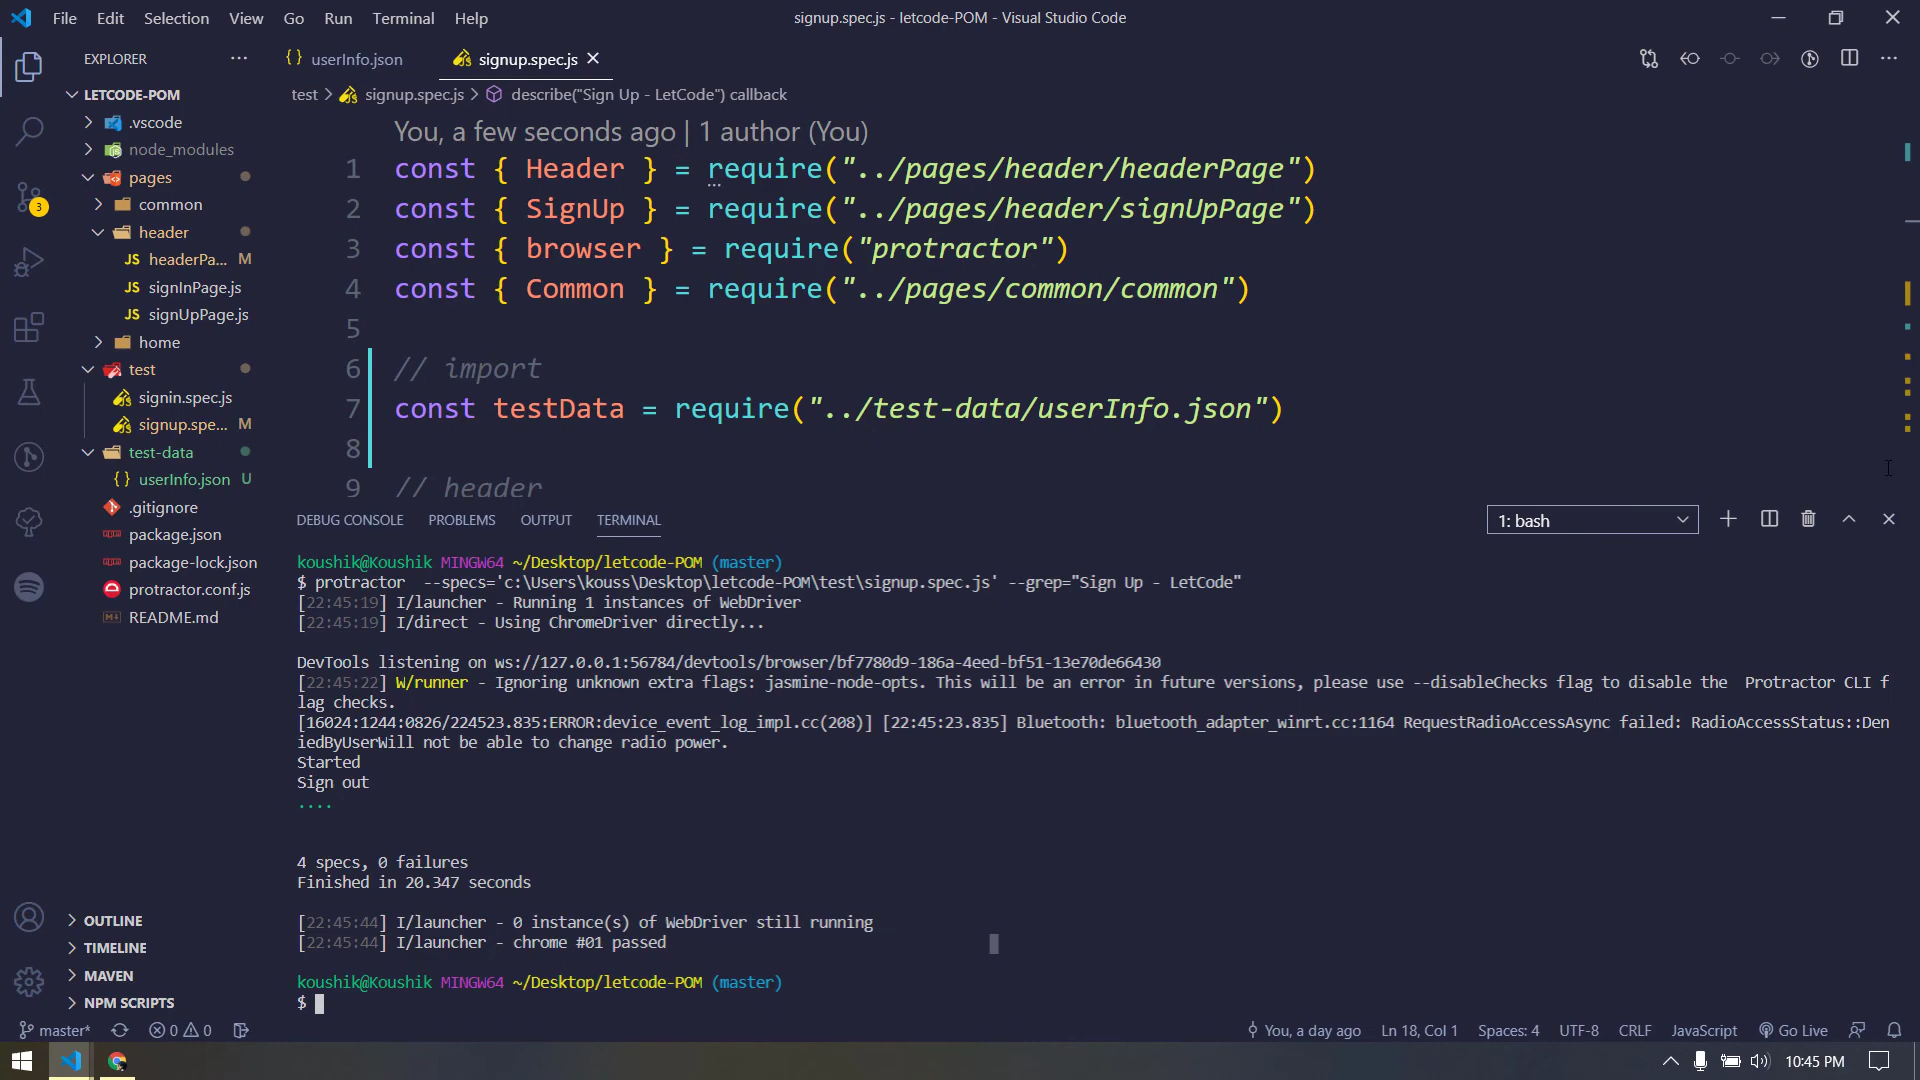 File Edit Selection View Go Run Terminal Help
signup.spec.js - letcode-POM - Visual Studio Code
EXPLORER
LETCODE-POM
.vscode
node_modules
pages
common
header
headerPa... M
signInPage.js
signUpPage.js
home
test
signin.spec.js
signup.spe... M
test-data
userInfo.json U
.gitignore
package.json
package-lock.json
protractor.conf.js
README.md
OUTLINE
TIMELINE
MAVEN
NPM SCRIPTS
3
userInfo.json
signup.spec.js
test > signup.spec.js > describe("Sign Up - LetCode") callback
You, a few seconds ago | 1 author (You)
1 const { Header } = require("../pages/header/headerPage")
2 const { SignUp } = require("../pages/header/signUpPage")
3 const { browser } = require("protractor")
4 const { Common } = require("../pages/common/common")
5
6 // import
7 const testData = require("../test-data/userInfo.json")
8
9 // header
DEBUG CONSOLE PROBLEMS OUTPUT TERMINAL
1: bash
koushik@Koushik MINGW64 ~/Desktop/letcode-POM (master)
$ protractor  --specs='c:\Users\kouss\Desktop\letcode-POM\test\signup.spec.js' --grep="Sign Up - LetCode"
[22:45:19] I/launcher - Running 1 instances of WebDriver
[22:45:19] I/direct - Using ChromeDriver directly...
DevTools listening on ws://127.0.0.1:56784/devtools/browser/bf7780d9-186a-4eed-bf51-13e70de66430
[22:45:22] W/runner - Ignoring unknown extra flags: jasmine-node-opts. This will be an error in future versions, please use --disableChecks flag to disable the  Protractor CLI f
lag checks.
[16024:1244:0826/224523.835:ERROR:device_event_log_impl.cc(208)] [22:45:23.835] Bluetooth: bluetooth_adapter_winrt.cc:1164 RequestRadioAccessAsync failed: RadioAccessStatus::Den
iedByUserWill not be able to change radio power.
Started
Sign out
....
4 specs, 0 failures
Finished in 20.347 seconds
[22:45:44] I/launcher - 0 instance(s) of WebDriver still running
[22:45:44] I/launcher - chrome #01 passed
koushik@Koushik MINGW64 ~/Desktop/letcode-POM (master)
$
master* 0 0
You, a day ago Ln 18, Col 1 Spaces: 4 UTF-8 CRLF JavaScript Go Live
10:45 PM